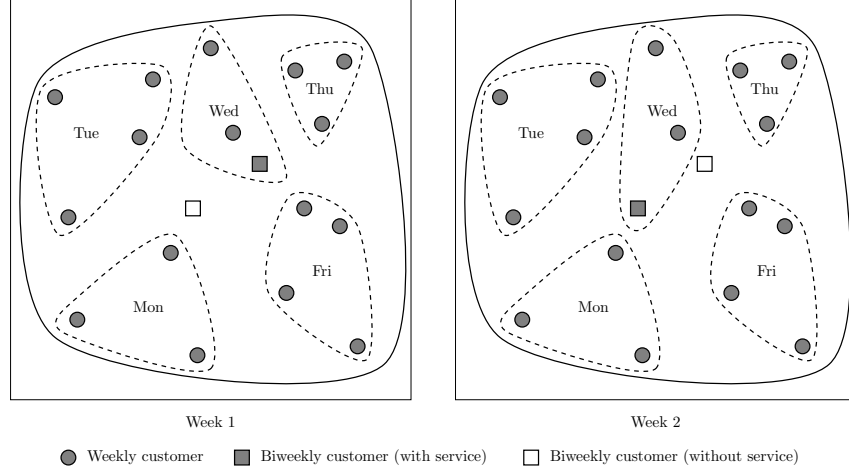 Thu
Wed
Tue
Fri
Mon
Thu
Wed
Tue
Fri
Mon
Week 1
Week 2
Weekly customer
Biweekly customer (with service)
Biweekly customer (without service)